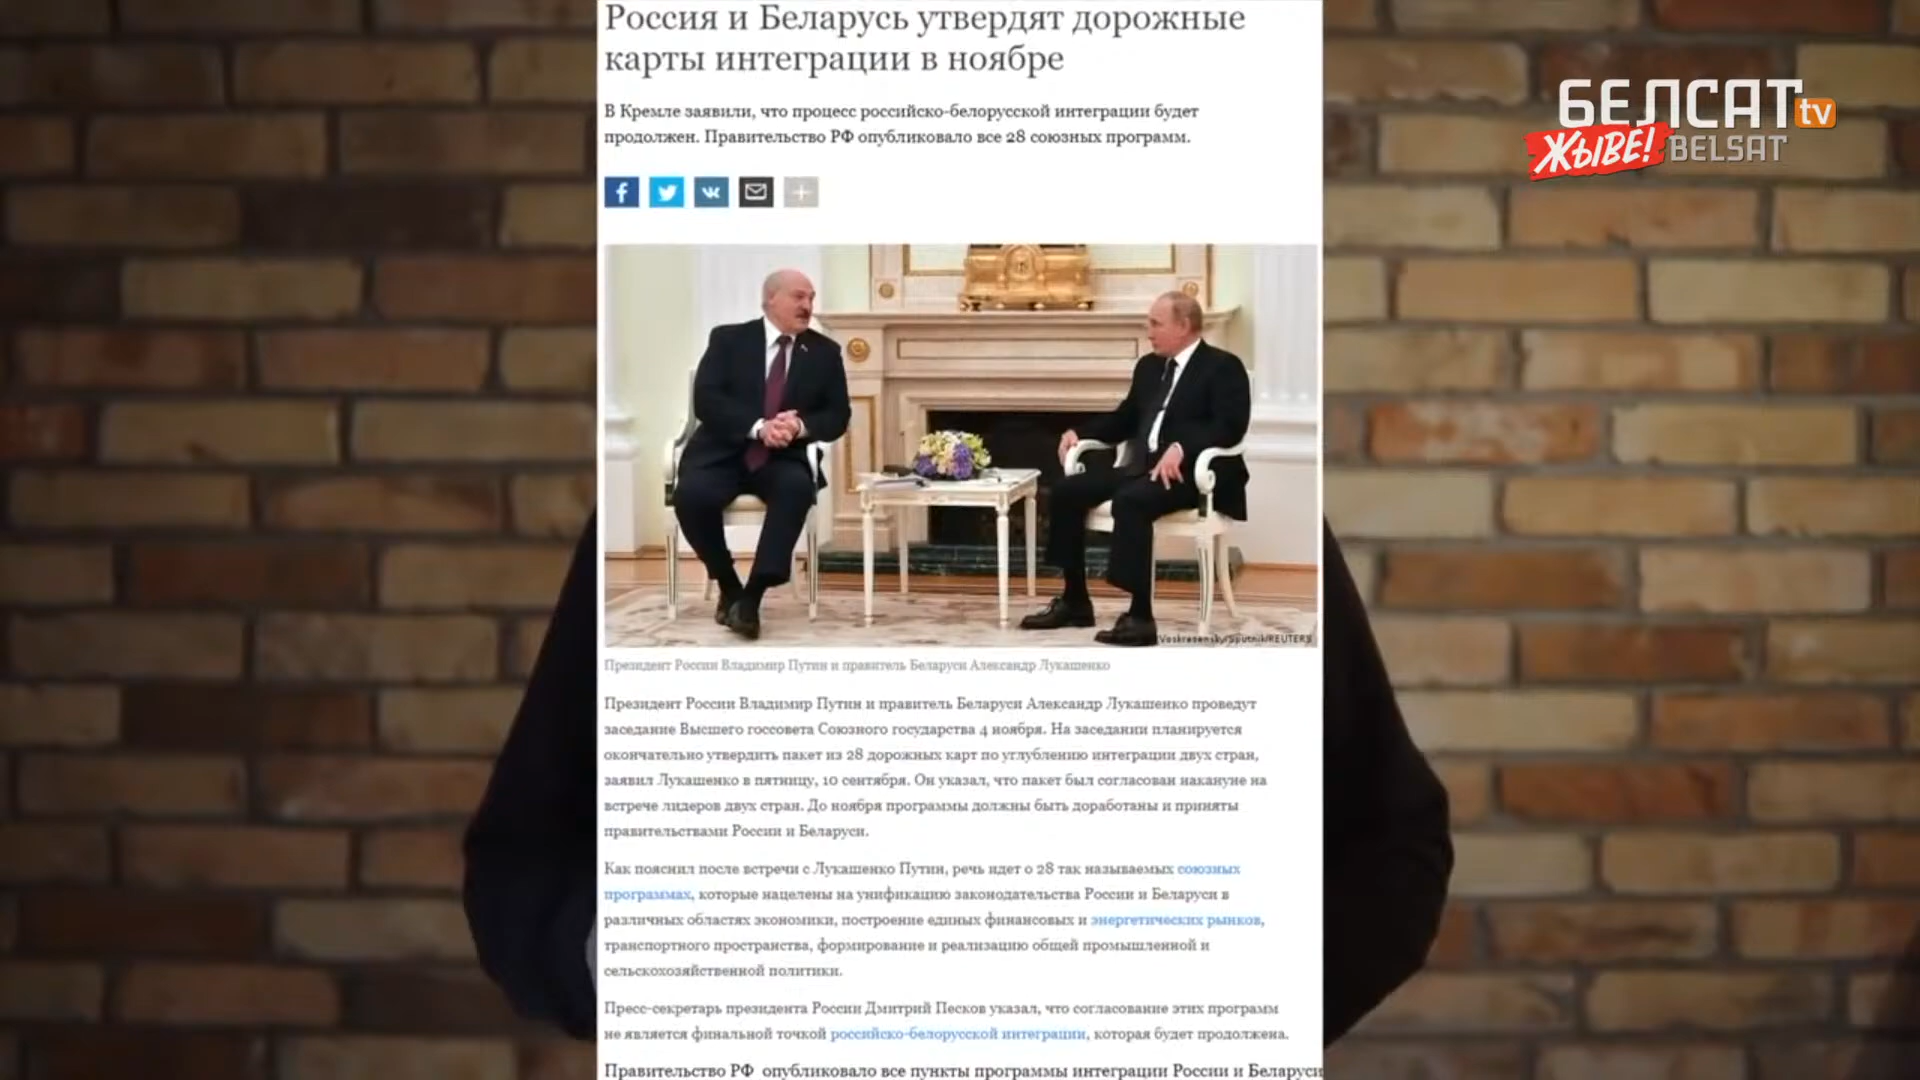 Россия и Беларусь утвердят дорожные
карты интеграции в ноябре
В Кремле заявили, что процесс российско-белорусской интеграции будет
продолжен. Правительство РФ опубликовало все 28 союзных программ.
БЕЛСАТ tv
ЖЫВЕ! BELSAT
Voskresensky/Sputnik/REUTERS
Президент России Владимир Путин и правитель Беларуси Александр Лукашенко
Президент России Владимир Путин и правитель Беларуси Александр Лукашенко проведут
заседание Высшего госсовета Союзного государства 4 ноября. На заседании планируется
окончательно утвердить пакет из 28 дорожных карт по углублению интеграции двух стран,
заявил Лукашенко в пятницу, 10 сентября. Он указал, что пакет был согласован накануне на
встрече лидеров двух стран. До ноября программы должны быть доработаны и приняты
правительствами России и Беларуси.
Как пояснил после встречи с Лукашенко Путин, речь идет о 28 так называемых союзных
программах, которые нацелены на унификацию законодательства России и Беларуси в
различных областях экономики, построение единых финансовых и энергетических рынков,
транспортного пространства, формирование и реализацию общей промышленной и
сельскохозяйственной политики.
Пресс-секретарь президента России Дмитрий Песков указал, что согласование этих программ
не является финальной точкой российско-белорусской интеграции, которая будет продолжена.
Правительство РФ опубликовало все пункты программы интеграции России и Беларуси